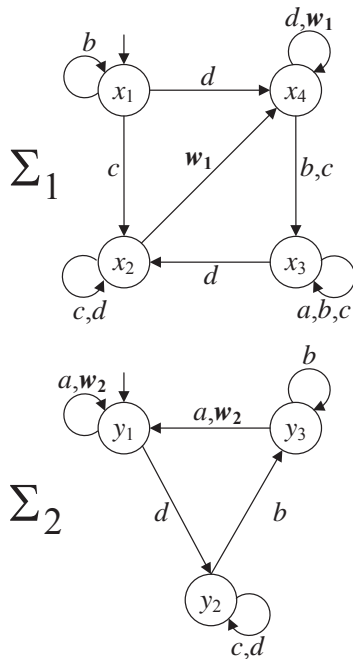 b
d,w₁
x₁
d
x₄
Σ₁
c
w₁
b,c
x₂
d
x₃
c,d
a,b,c
b
a,w₂
a,w₂
y₁
y₃
Σ₂
d
b
y₂
c,d